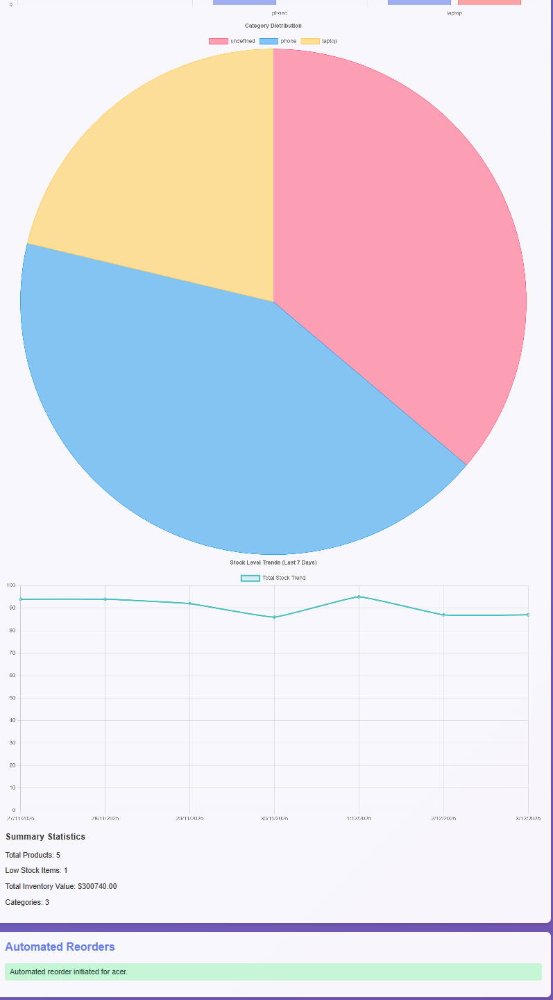 0
phone laptop
Category Distribution
undefined phone laptop
Stock Level Trends (Last 7 Days)
Total Stock Trend
100
90
80
70
60
50
40
30
20
10
0
27/11/2025 28/11/2025 29/11/2025 30/11/2025 1/12/2025 2/12/2025 3/12/2025
Summary Statistics
Total Products: 5
Low Stock Items: 1
Total Inventory Value: $300740.00
Categories: 3
Automated Reorders
Automated reorder initiated for acer.